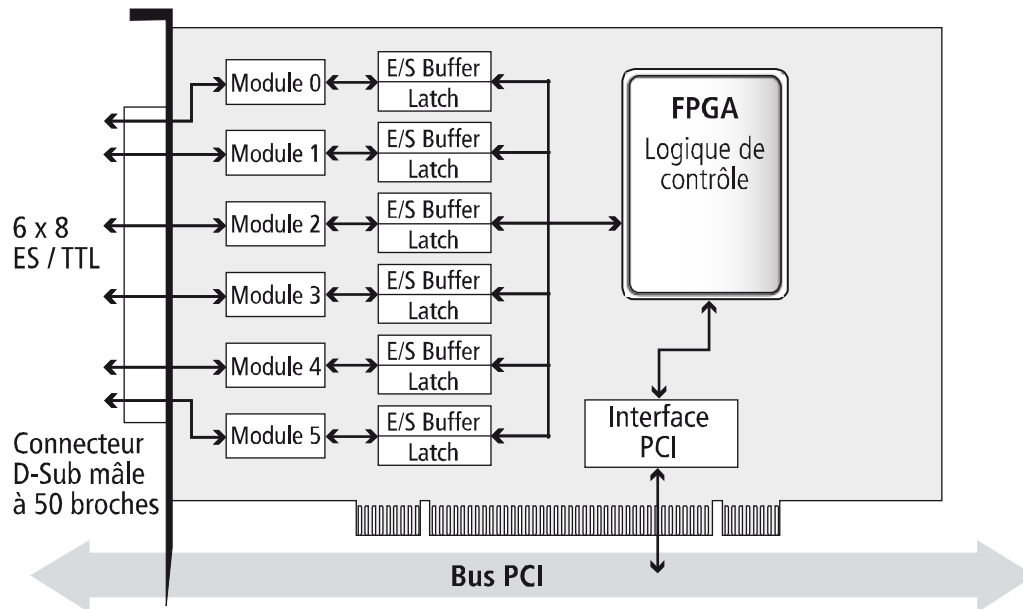 Module 0
E/S Buffer
Latch
Module 1
E/S Buffer
Latch
Module 2
E/S Buffer
Latch
Module 3
E/S Buffer
Latch
Module 4
E/S Buffer
Latch
Module 5
E/S Buffer
Latch
6 x 8
ES / TTL
Connecteur
D-Sub mâle
à 50 broches
FPGA
Logique de
contrôle
Interface
PCI
Bus PCI